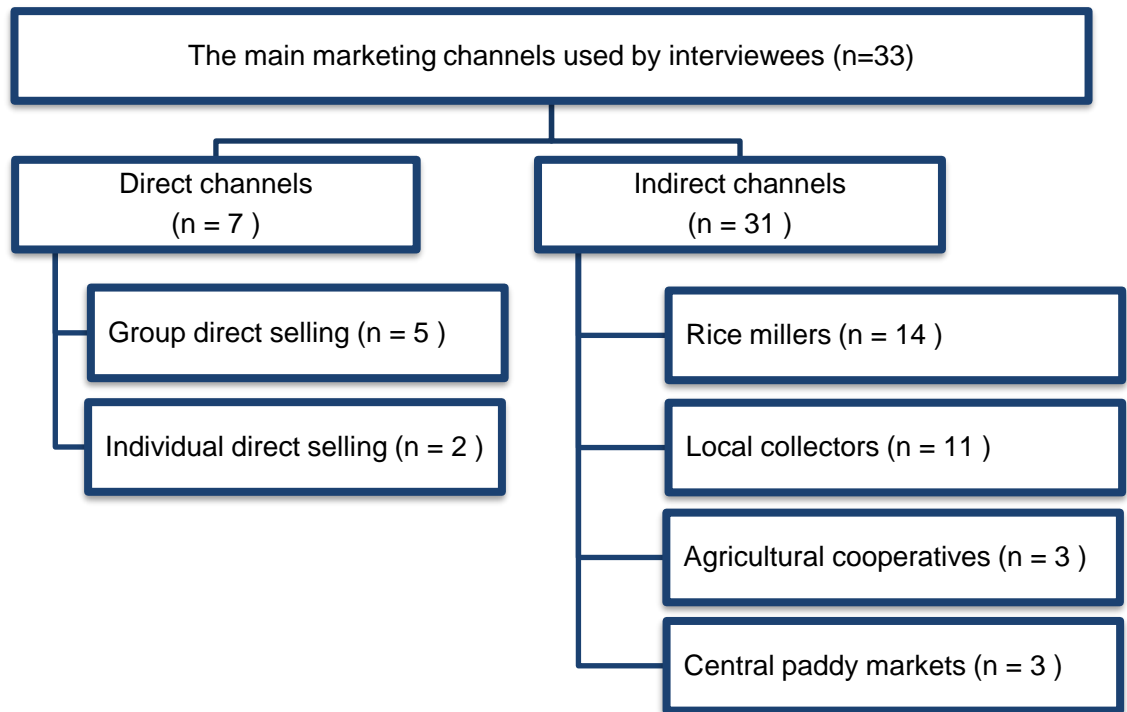 The main marketing channels used by interviewees (n=33)
Direct channels
(n = 7 )
Indirect channels
(n = 31 )
Group direct selling (n = 5 )
Individual direct selling (n = 2 )
Rice millers (n = 14 )
Local collectors (n = 11 )
Agricultural cooperatives (n = 3 )
Central paddy markets (n = 3 )